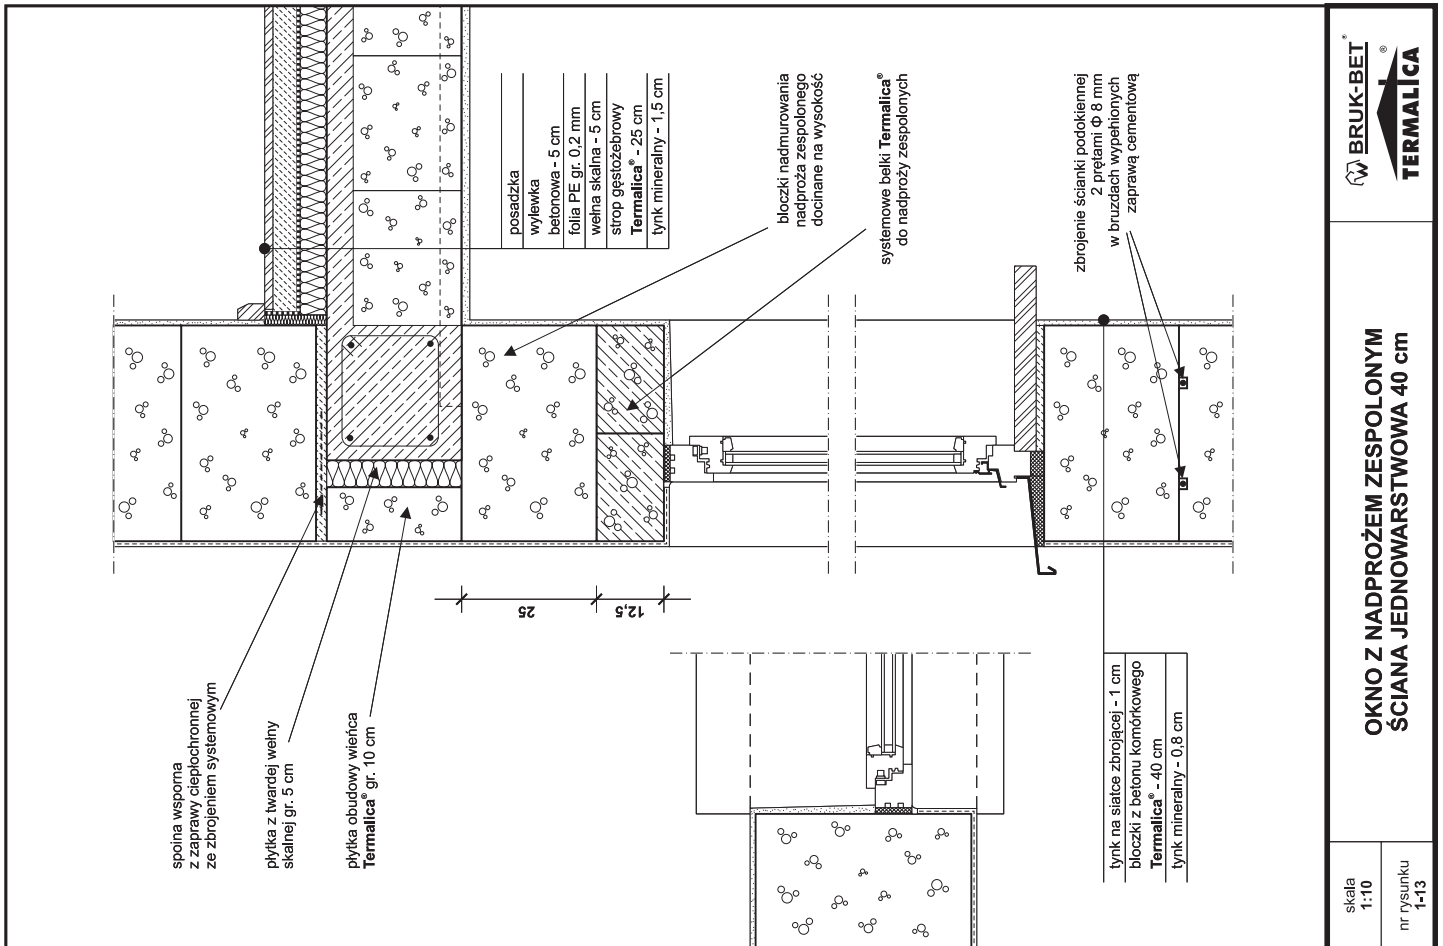 posadzka
wylewka
betonowa - 5 cm
folia PE gr. 0,2 mm
wełna skalna - 5 cm
strop gęstożebrowy
Termalica® - 25 cm
tynk mineralny - 1,5 cm
bloczki nadmurowania
nadproża zespolonego
docinane na wysokość
systemowe belki Termalica®
do nadproży zespolonych
zbrojenie ścianki podokiennej
2 prętami Φ 8 mm
w bruzdach wypełnionych
zaprawą cementową
25
12,5
spoina wsporna
z zaprawy ciepłochronnej
ze zbrojeniem systemowym
płytka z twardej wełny
skalnej gr. 5 cm
płytka obudowy wieńca
Termalica® gr. 10 cm
tynk na siatce zbrojącej - 1 cm
bloczki z betonu komórkowego
Termalica® - 40 cm
tynk mineralny - 0,8 cm
BRUK-BET®
TERMALICA®
OKNO Z NADPROŻEM ZESPOLONYM
ŚCIANA JEDNOWARSTWOWA 40 cm
skala
1:10
nr rysunku
1-13